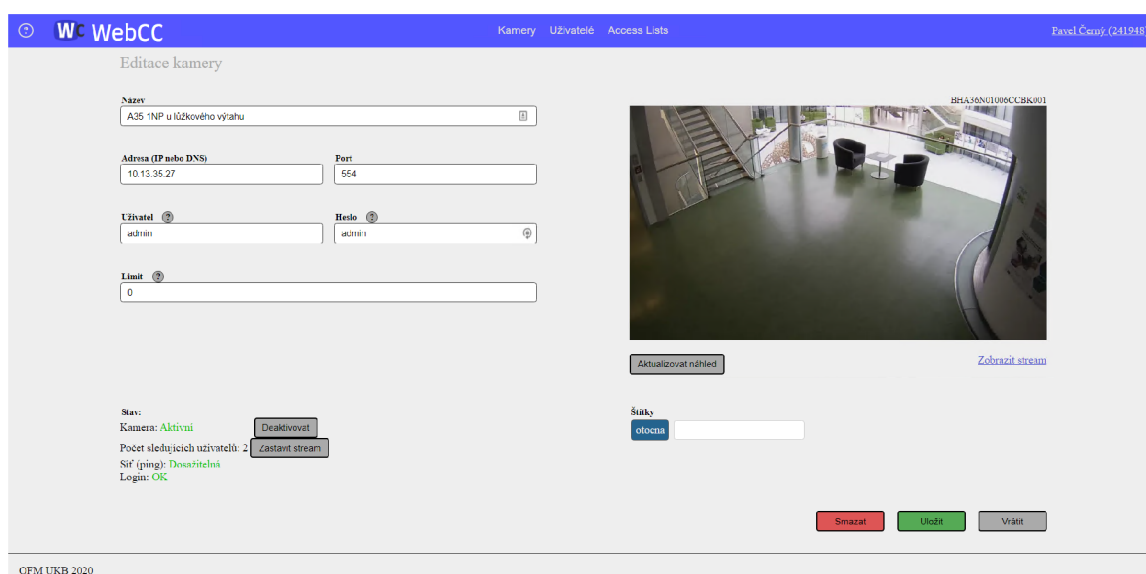 ? WC WebCC Kamery Uživatelé Access Lists Pavel Černý (241948)
Editace kamery
Název
BHA36N01006CCBK001
A35 1NP u lůžkového výtahu
Adresa (IP nebo DNS) Port
10.13.35.27 554
Uživatel ? Heslo ?
admin admin
Limit ?
0
Aktualizovat náhled Zobrazit stream
Stav: Štítky
Kamera: Aktivní Deaktivovat otocna
Počet sledujících uživatelů: 2 Zastavit stream
Síť (ping): Dosažitelná
Login: OK
Smazat Uložit Vrátit
OFM UKB 2020